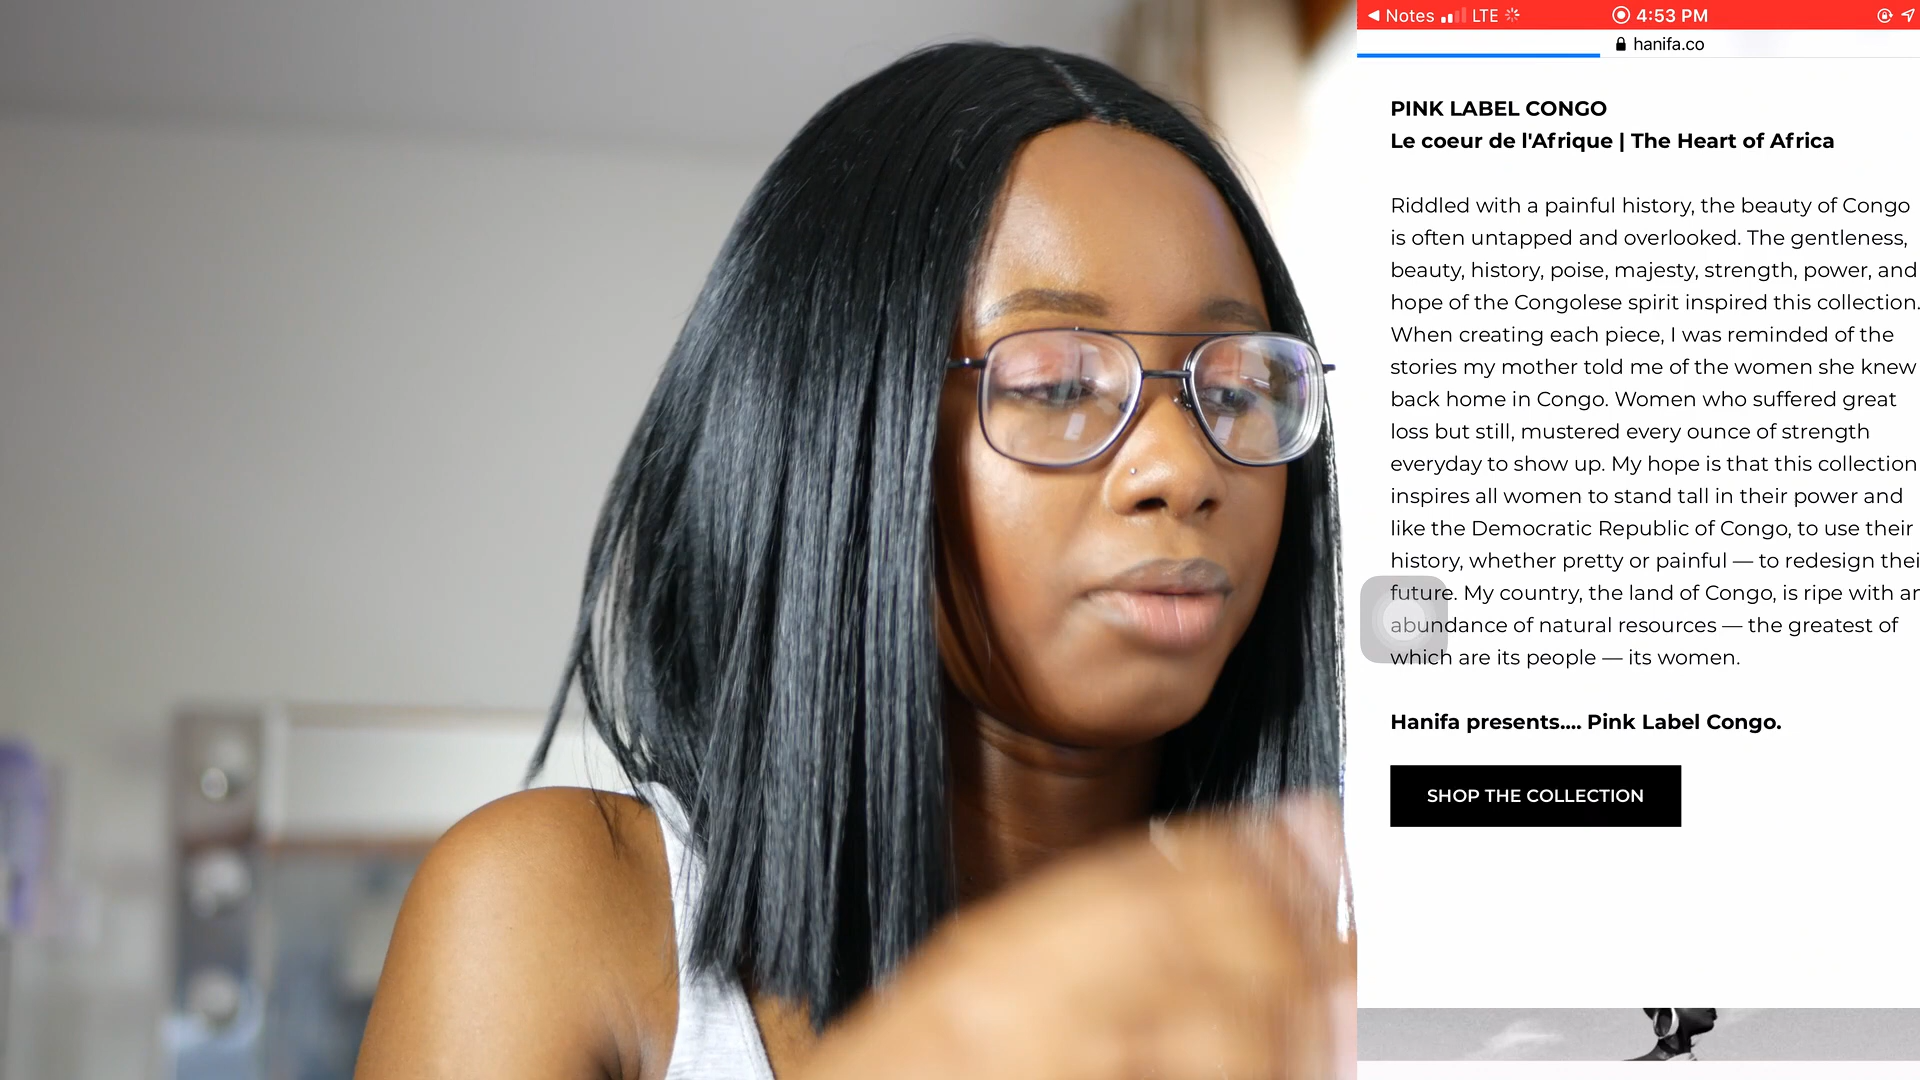 Notes LTE 4:53 PM
hanifa.co
PINK LABEL CONGO
Le coeur de l'Afrique | The Heart of Africa
Riddled with a painful history, the beauty of Congo
is often untapped and overlooked. The gentleness,
beauty, history, poise, majesty, strength, power, and
hope of the Congolese spirit inspired this collection.
When creating each piece, I was reminded of the
stories my mother told me of the women she knew
back home in Congo. Women who suffered great
loss but still, mustered every ounce of strength
everyday to show up. My hope is that this collection
inspires all women to stand tall in their power and
like the Democratic Republic of Congo, to use their
history, whether pretty or painful — to redesign thei
future. My country, the land of Congo, is ripe with an
abundance of natural resources — the greatest of
which are its people — its women.
Hanifa presents.... Pink Label Congo.
SHOP THE COLLECTION